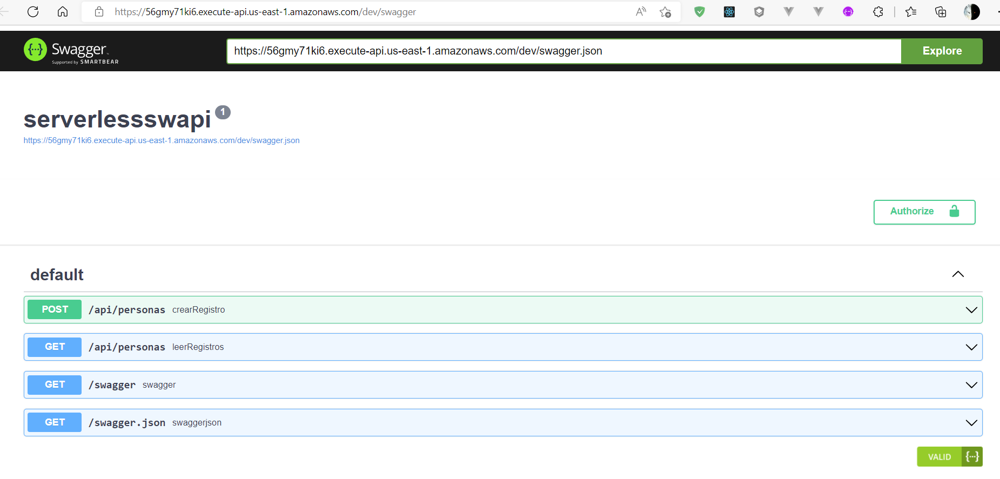 https://56gmy71ki6.execute-api.us-east-1.amazonaws.com/dev/swagger
Swagger
Supported by SMARTBEAR
https://56gmy71ki6.execute-api.us-east-1.amazonaws.com/dev/swagger.json
Explore
serverlessswapi 1
https://56gmy71ki6.execute-api.us-east-1.amazonaws.com/dev/swagger.json
Authorize
default
POST /api/personas crearRegistro
GET /api/personas leerRegistros
GET /swagger swagger
GET /swagger.json swaggerjson
VALID {···}